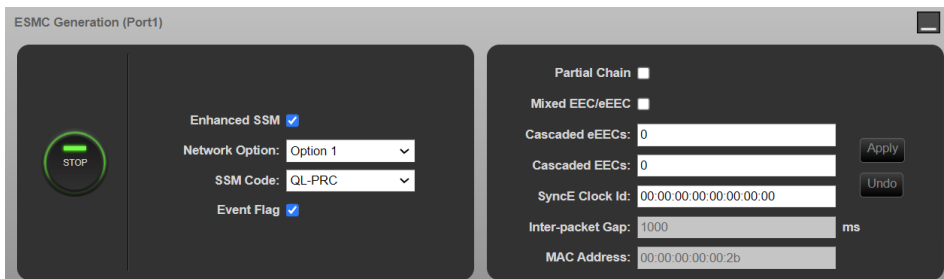 ESMC Generation (Port1)
STOP
Enhanced SSM
Network Option: Option 1
SSM Code: QL-PRC
Event Flag
Partial Chain
Mixed EEC/eEEC
Cascaded eEECs: 0
Cascaded EECs: 0
SyncE Clock Id: 00:00:00:00:00:00:00:00
Inter-packet Gap: 1000 ms
MAC Address: 00:00:00:00:00:2b
Apply
Undo